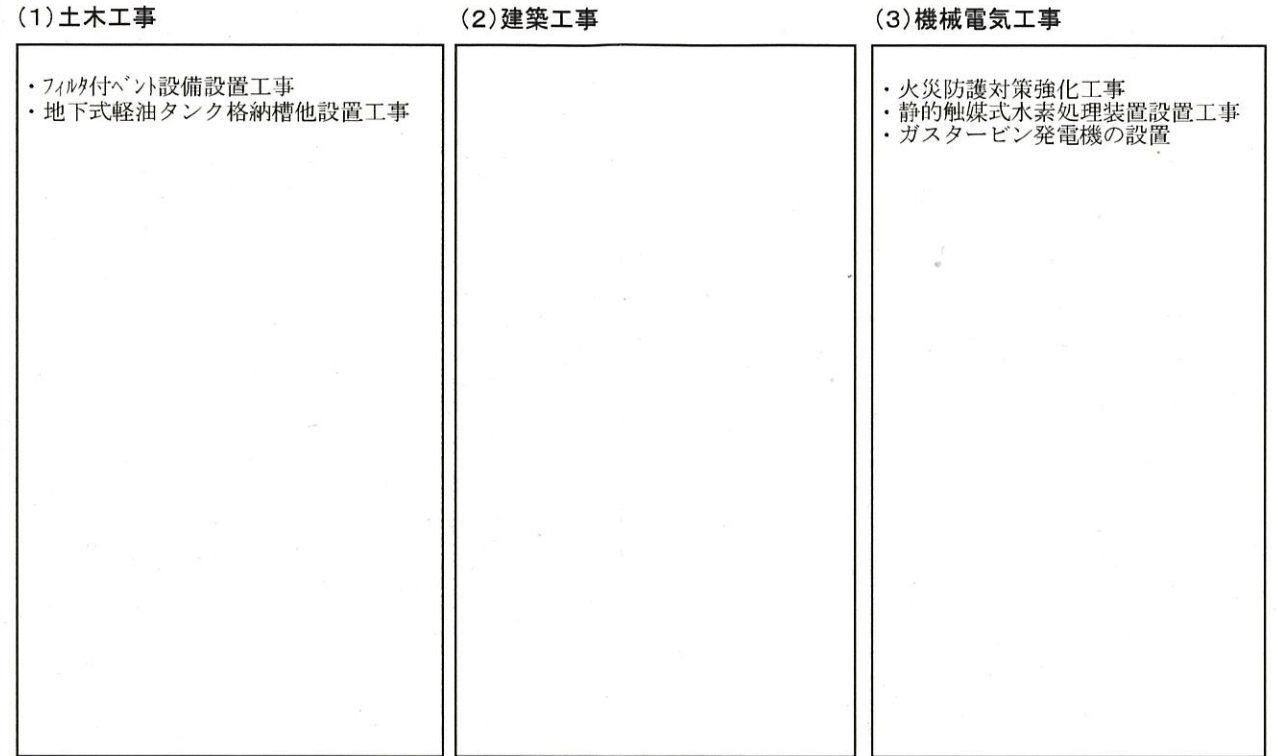 (1)土木工事
・フィルタ付ベント設備設置工事
・地下式軽油タンク格納槽他設置工事
(2)建築工事
(3)機械電気工事
・火災防護対策強化工事
・静的触媒式水素処理装置設置工事
・ガスタービン発電機の設置